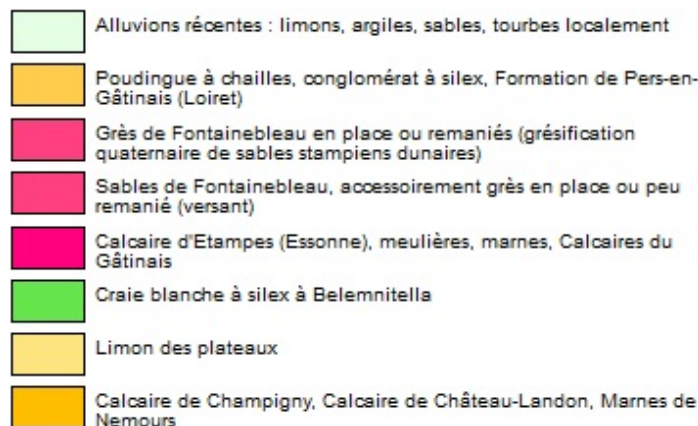 Alluvions récentes : limons, argiles, sables, tourbes localement
Poudingue à chailles, conglomérat à silex, Formation de Pers-en-
Gâtinais (Loiret)
Grès de Fontainebleau en place ou remaniés (grésification
quaternaire de sables stampiens dunaires)
Sables de Fontainebleau, accessoirement grès en place ou peu
remanié (versant)
Calcaire d'Etampes (Essonne), meulières, marnes, Calcaires du
Gâtinais
Craie blanche à silex à Belemnitella
Limon des plateaux
Calcaire de Champigny, Calcaire de Château-Landon, Marnes de
Nemours